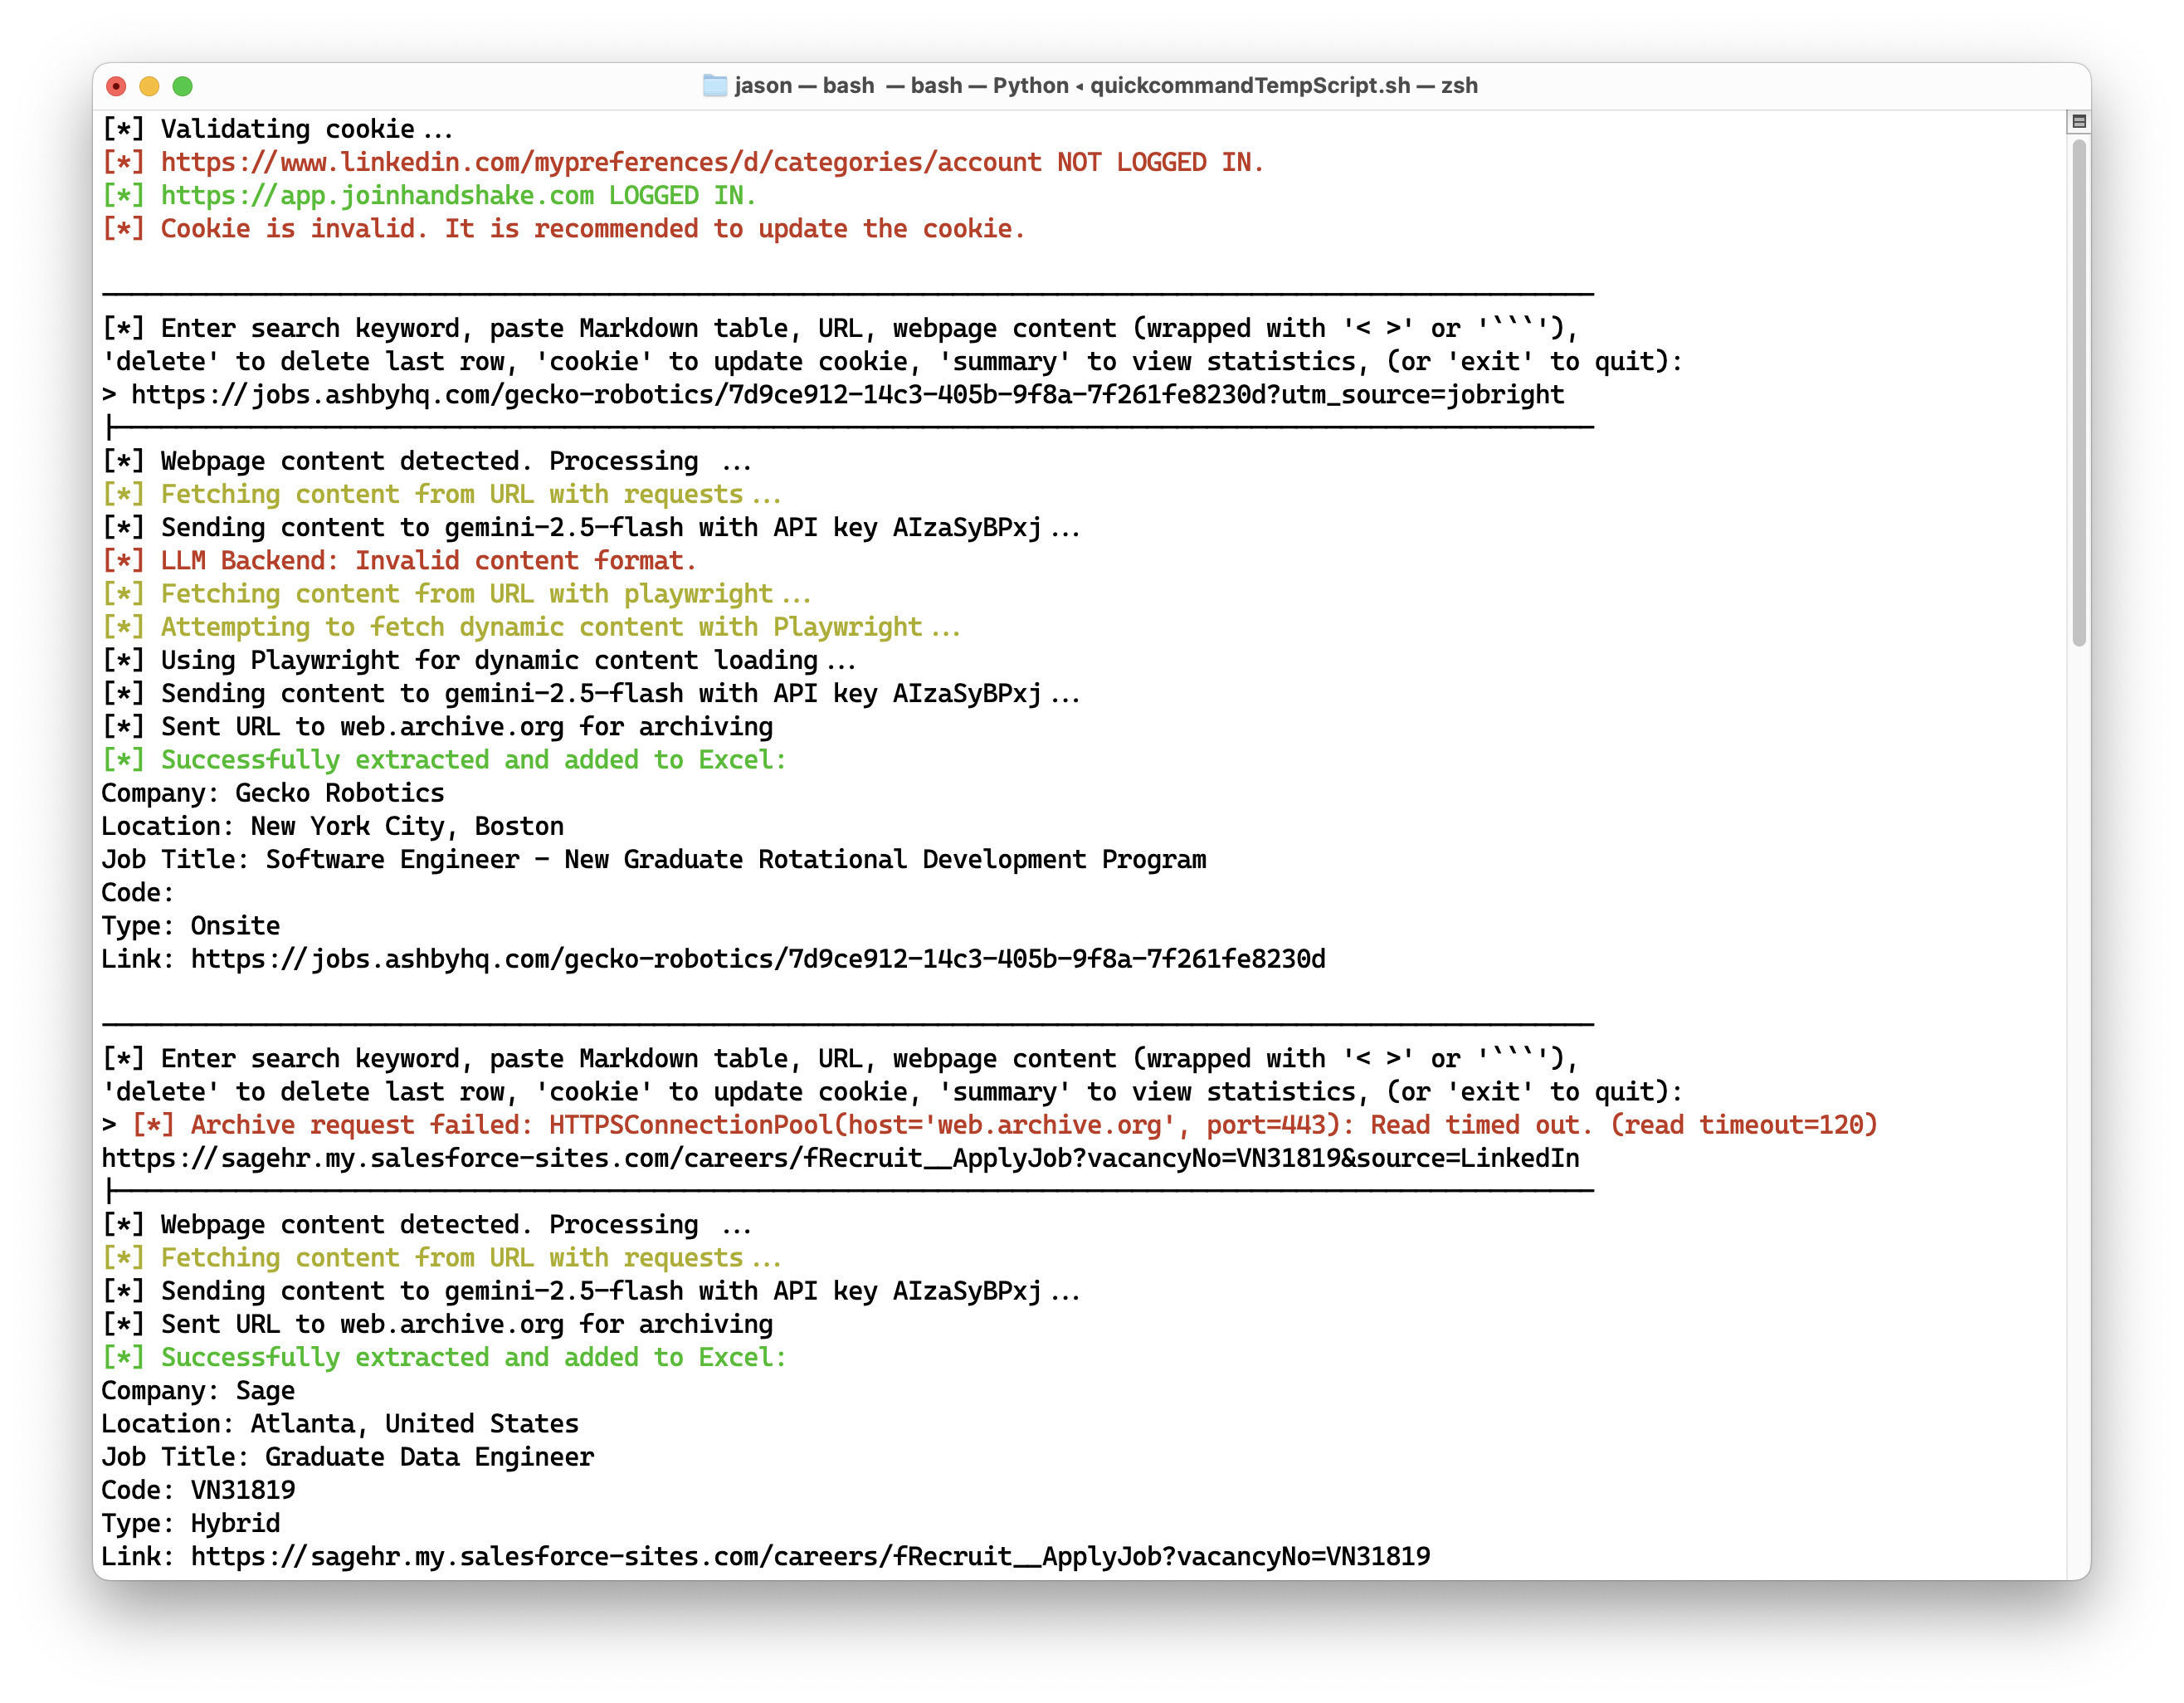 jason — bash — bash — Python ◂ quickcommandTempScript.sh — zsh
[*] Validating cookie...
[*] https://www.linkedin.com/mypreferences/d/categories/account NOT LOGGED IN.
[*] https://app.joinhandshake.com LOGGED IN.
[*] Cookie is invalid. It is recommended to update the cookie.
[*] Enter search keyword, paste Markdown table, URL, webpage content (wrapped with '< >' or '```'),
'delete' to delete last row, 'cookie' to update cookie, 'summary' to view statistics, (or 'exit' to quit):
> https://jobs.ashbyhq.com/gecko-robotics/7d9ce912-14c3-405b-9f8a-7f261fe8230d?utm_source=jobright
[*] Webpage content detected. Processing ...
[*] Fetching content from URL with requests...
[*] Sending content to gemini-2.5-flash with API key AIzaSyBPxj...
[*] LLM Backend: Invalid content format.
[*] Fetching content from URL with playwright...
[*] Attempting to fetch dynamic content with Playwright...
[*] Using Playwright for dynamic content loading...
[*] Sending content to gemini-2.5-flash with API key AIzaSyBPxj...
[*] Sent URL to web.archive.org for archiving
[*] Successfully extracted and added to Excel:
Company: Gecko Robotics
Location: New York City, Boston
Job Title: Software Engineer - New Graduate Rotational Development Program
Code:
Type: Onsite
Link: https://jobs.ashbyhq.com/gecko-robotics/7d9ce912-14c3-405b-9f8a-7f261fe8230d
[*] Enter search keyword, paste Markdown table, URL, webpage content (wrapped with '< >' or '```'),
'delete' to delete last row, 'cookie' to update cookie, 'summary' to view statistics, (or 'exit' to quit):
> [*] Archive request failed: HTTPSConnectionPool(host='web.archive.org', port=443): Read timed out. (read timeout=120)
https://sagehr.my.salesforce-sites.com/careers/fRecruit__ApplyJob?vacancyNo=VN31819&source=LinkedIn
[*] Webpage content detected. Processing ...
[*] Fetching content from URL with requests...
[*] Sending content to gemini-2.5-flash with API key AIzaSyBPxj...
[*] Sent URL to web.archive.org for archiving
[*] Successfully extracted and added to Excel:
Company: Sage
Location: Atlanta, United States
Job Title: Graduate Data Engineer
Code: VN31819
Type: Hybrid
Link: https://sagehr.my.salesforce-sites.com/careers/fRecruit__ApplyJob?vacancyNo=VN31819